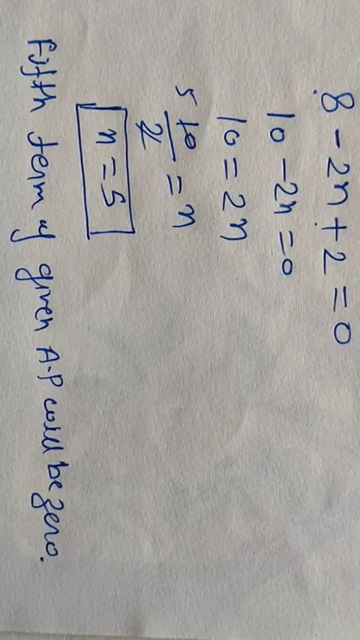 8 - 2n + 2 = 0
10 - 2n = 0
10 = 2n
5 10/2 = n
n = 5
Fifth term of given A.P could be zero.